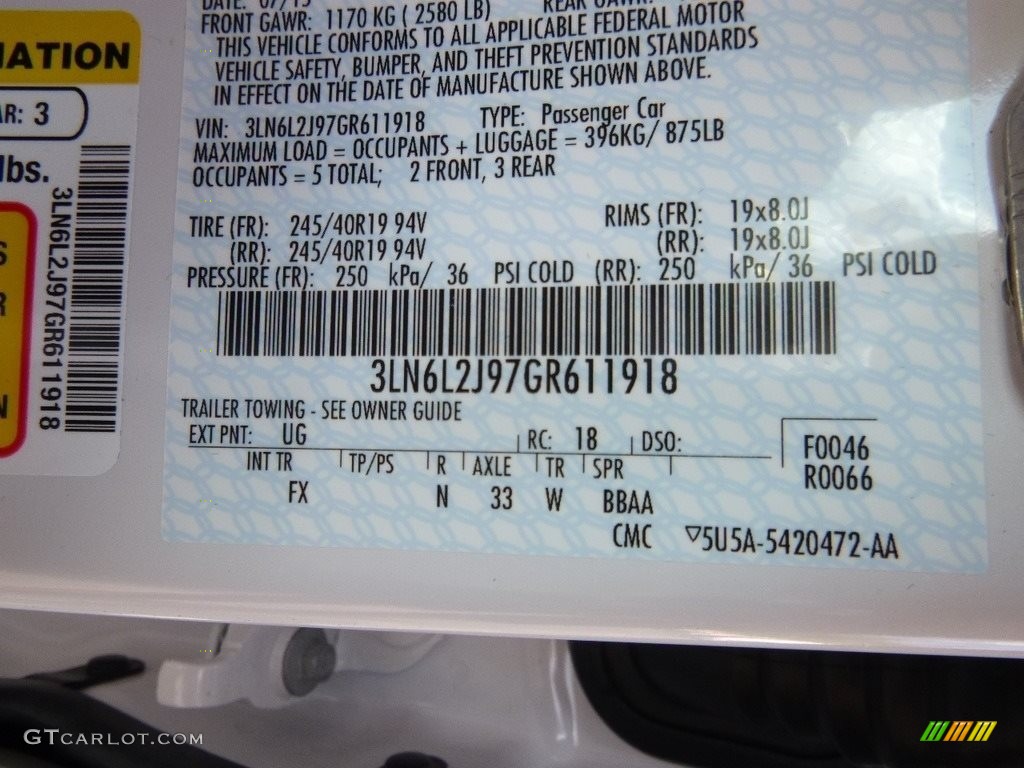 DATE: 07/15
FRONT GAWR: 1170 KG ( 2580 LB) REAR GAWR:
THIS VEHICLE CONFORMS TO ALL APPLICABLE FEDERAL MOTOR
VEHICLE SAFETY, BUMPER, AND THEFT PREVENTION STANDARDS
IN EFFECT ON THE DATE OF MANUFACTURE SHOWN ABOVE.
VIN: 3LN6L2J97GR611918 TYPE: Passenger Car
MAXIMUM LOAD = OCCUPANTS + LUGGAGE = 396KG/ 875LB
OCCUPANTS = 5 TOTAL; 2 FRONT, 3 REAR
TIRE (FR): 245/40R19 94V RIMS (FR): 19x8.0J
(RR): 245/40R19 94V (RR): 19x8.0J
PRESSURE (FR): 250 kPa/ 36 PSI COLD (RR): 250 kPa/ 36 PSI COLD
3LN6L2J97GR611918
TRAILER TOWING - SEE OWNER GUIDE
EXT PNT: UG RC: 18 DSO: F0046
INT TR TP/PS R AXLE TR SPR R0066
FX N 33 W BBAA
CMC ▽5U5A-5420472-AA
MATION
AR: 3
lbs.
3LN6L2J97GR611918
S
R
N
GTCARLOT.COM